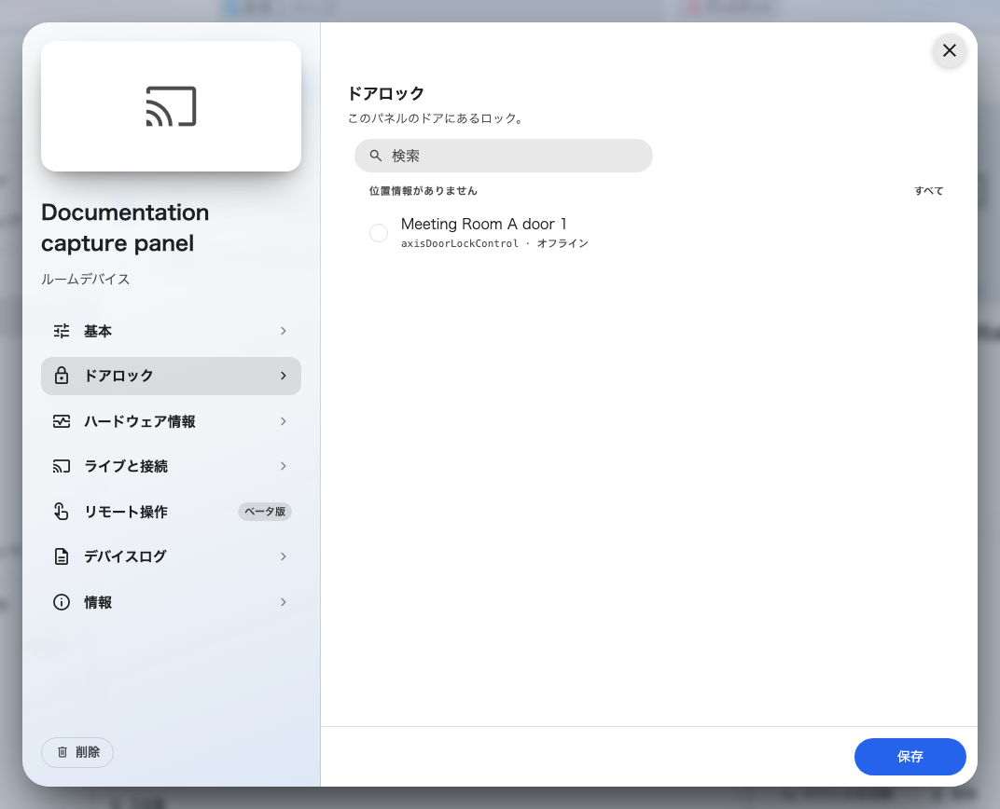 Documentation
capture panel
ルームデバイス
基本
ドアロック
ハードウェア情報
ライブと接続
リモート操作 ベータ版
デバイスログ
情報
削除
ドアロック
このパネルのドアにあるロック。
検索
位置情報がありません すべて
Meeting Room A door 1
axisDoorLockControl · オフライン
保存